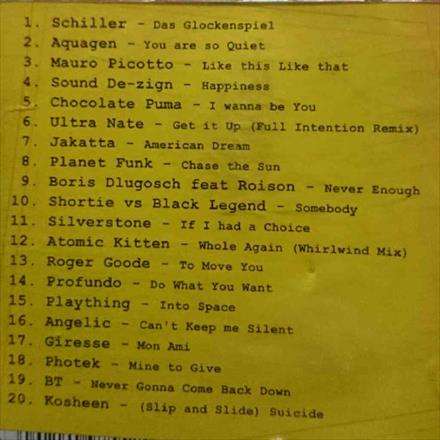 1. Schiller - Das Glockenspiel
2. Aquagen - You are so Quiet
3. Mauro Picotto - Like this Like that
4. Sound De-zign - Happiness
5. Chocolate Puma - I wanna be You
6. Ultra Nate - Get it Up (Full Intention Remix)
7. Jakatta - American Dream
8. Planet Funk - Chase the Sun
9. Boris Dlugosch feat Roison - Never Enough
10. Shortie vs Black Legend - Somebody
11. Silverstone - If I had a Choice
12. Atomic Kitten - Whole Again (Whirlwind Mix)
13. Roger Goode - To Move You
14. Profundo - Do What You Want
15. Plaything - Into Space
16. Angelic - Can't Keep me Silent
17. Giresse - Mon Ami
18. Photek - Mine to Give
19. BT - Never Gonna Come Back Down
20. Kosheen - (Slip and Slide) Suicide